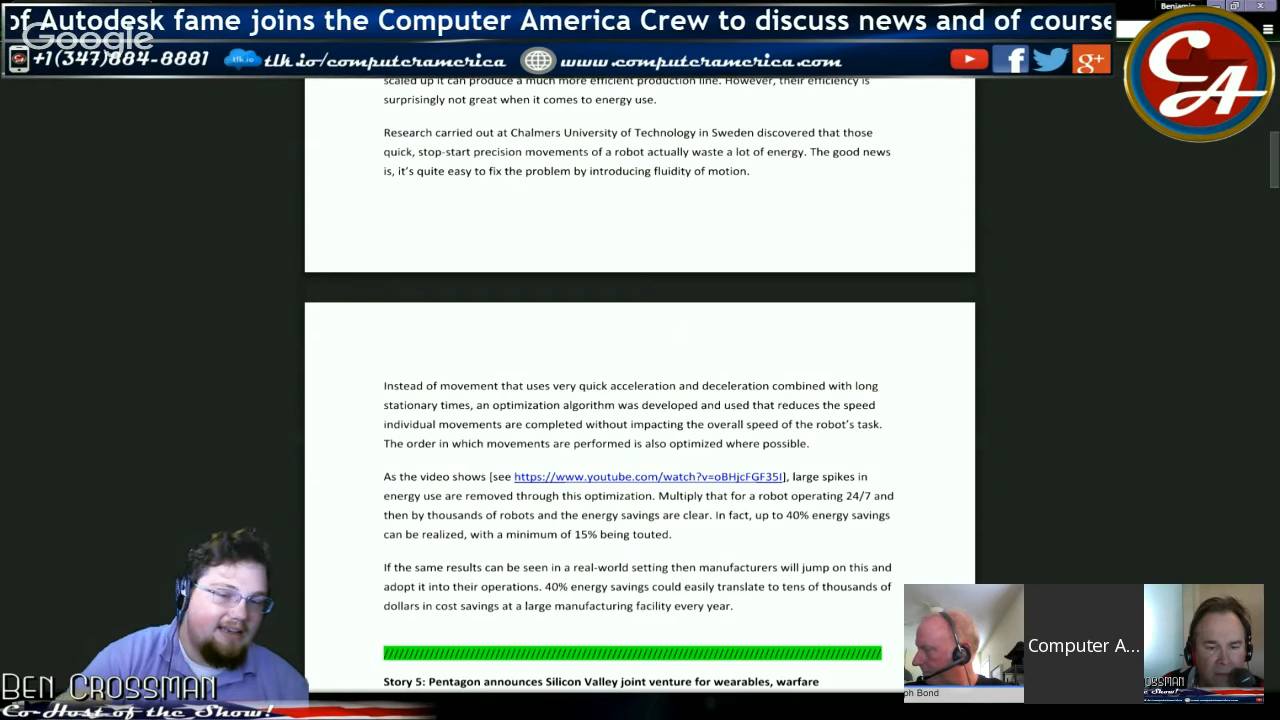 of Autodesk fame joins the Computer America Crew to discuss news and of course
Benjamin
Google
+1(347)884-8881
tlk.io
tlk.io/computeramerica
www.computeramerica.com
f
g+
CA
scaled up it can produce a much more efficient production line. However, their efficiency is
surprisingly not great when it comes to energy use.
Research carried out at Chalmers University of Technology in Sweden discovered that those
quick, stop-start precision movements of a robot actually waste a lot of energy. The good news
is, it's quite easy to fix the problem by introducing fluidity of motion.
Instead of movement that uses very quick acceleration and deceleration combined with long
stationary times, an optimization algorithm was developed and used that reduces the speed
individual movements are completed without impacting the overall speed of the robot's task.
The order in which movements are performed is also optimized where possible.
As the video shows [see https://www.youtube.com/watch?v=oBHjcFGF35I], large spikes in
energy use are removed through this optimization. Multiply that for a robot operating 24/7 and
then by thousands of robots and the energy savings are clear. In fact, up to 40% energy savings
can be realized, with a minimum of 15% being touted.
If the same results can be seen in a real-world setting then manufacturers will jump on this and
adopt it into their operations. 40% energy savings could easily translate to tens of thousands of
dollars in cost savings at a large manufacturing facility every year.
Story 5: Pentagon announces Silicon Valley joint venture for wearables, warfare
BEN CROSSMAN
Co-Host of the Show!
ph Bond
Computer A...
OSSMAN
he Show!